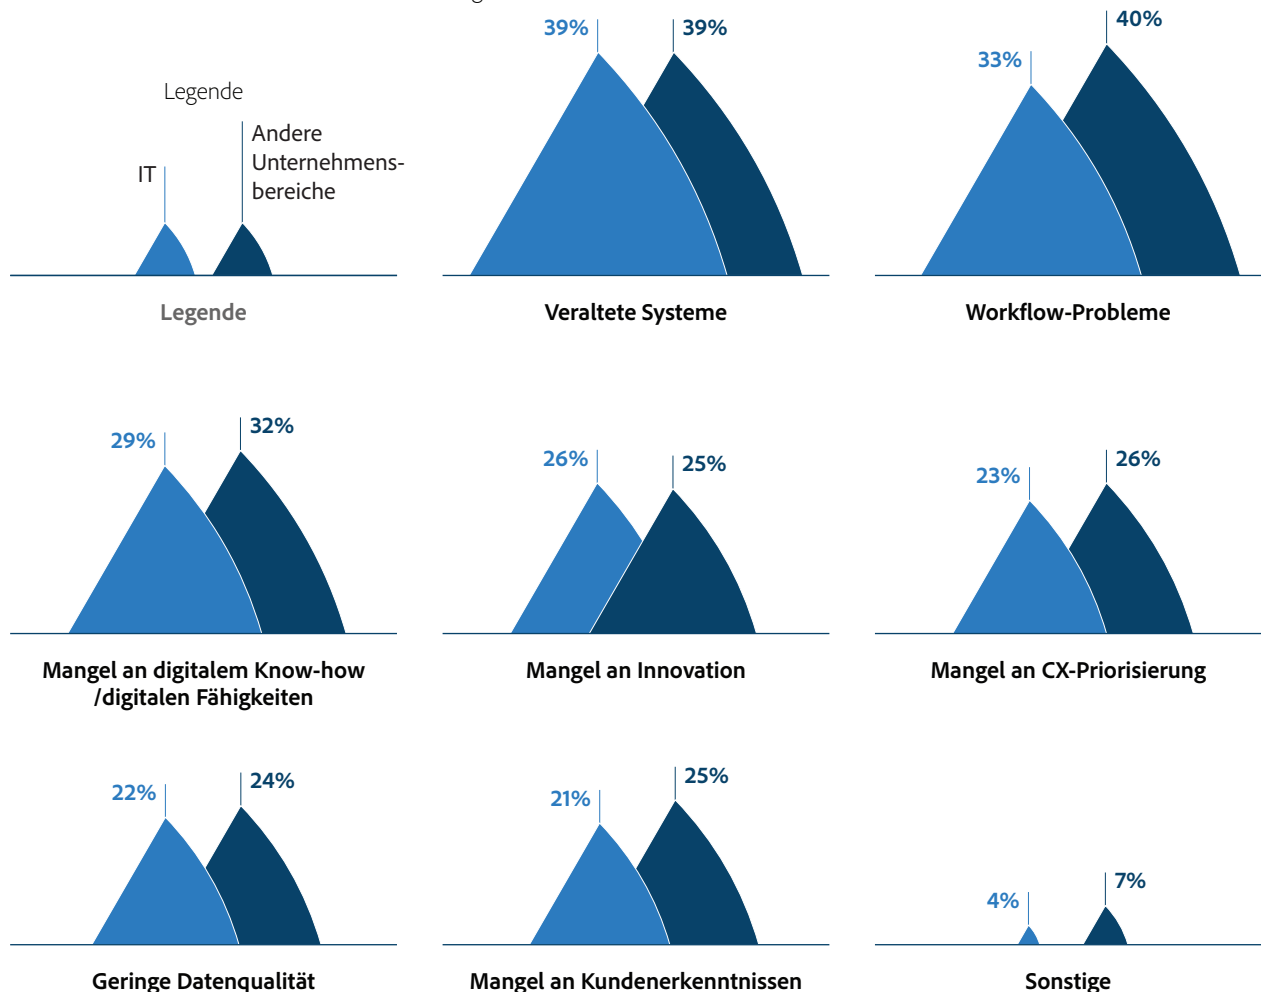 39%
39%
40%
33%
Legende
IT
Andere
Unternehmens-
bereiche
Legende
Veraltete Systeme
Workflow-Probleme
29%
32%
26%
25%
23%
26%
Mangel an digitalem Know-how
/digitalen Fähigkeiten
Mangel an Innovation
Mangel an CX-Priorisierung
22%
24%
21%
25%
4%
7%
Geringe Datenqualität
Mangel an Kundenerkenntnissen
Sonstige